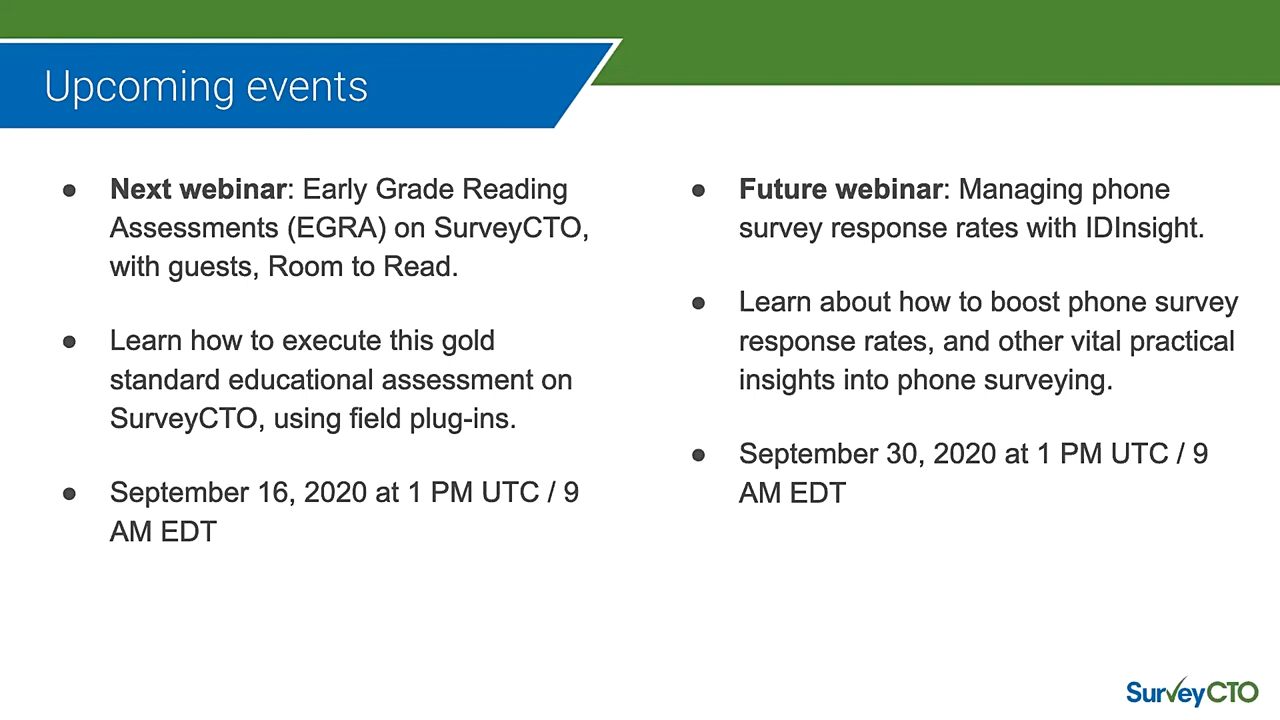 Upcoming events
● Next webinar: Early Grade Reading
Assessments (EGRA) on SurveyCTO,
with guests, Room to Read.
● Learn how to execute this gold
standard educational assessment on
SurveyCTO, using field plug-ins.
● September 16, 2020 at 1 PM UTC / 9
AM EDT
● Future webinar: Managing phone
survey response rates with IDInsight.
● Learn about how to boost phone survey
response rates, and other vital practical
insights into phone surveying.
● September 30, 2020 at 1 PM UTC / 9
AM EDT
SurveyCTO